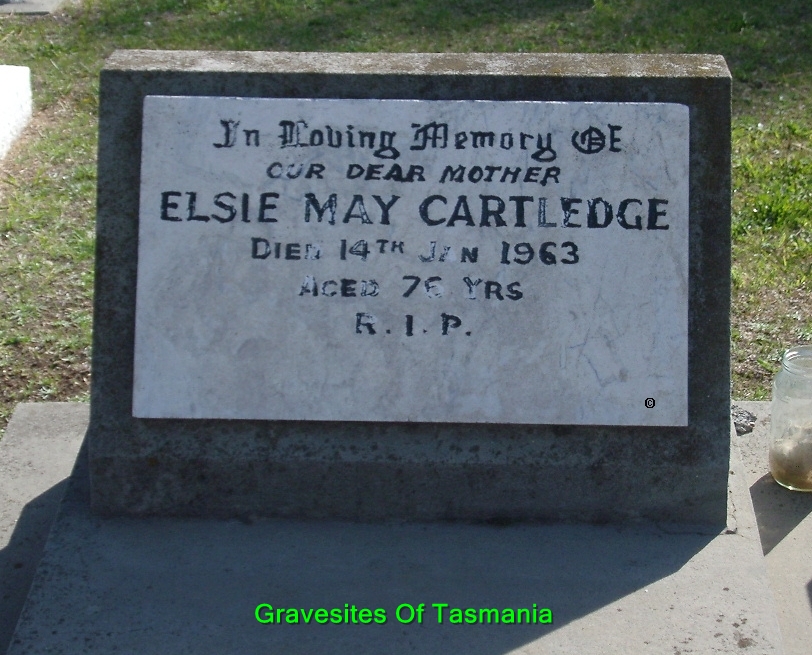 In Loving Memory OF
OUR DEAR MOTHER
ELSIE MAY CARTLEDGE
DIED 14TH JAN 1963
AGED 76 YRS
R.I.P.
©
Gravesites Of Tasmania